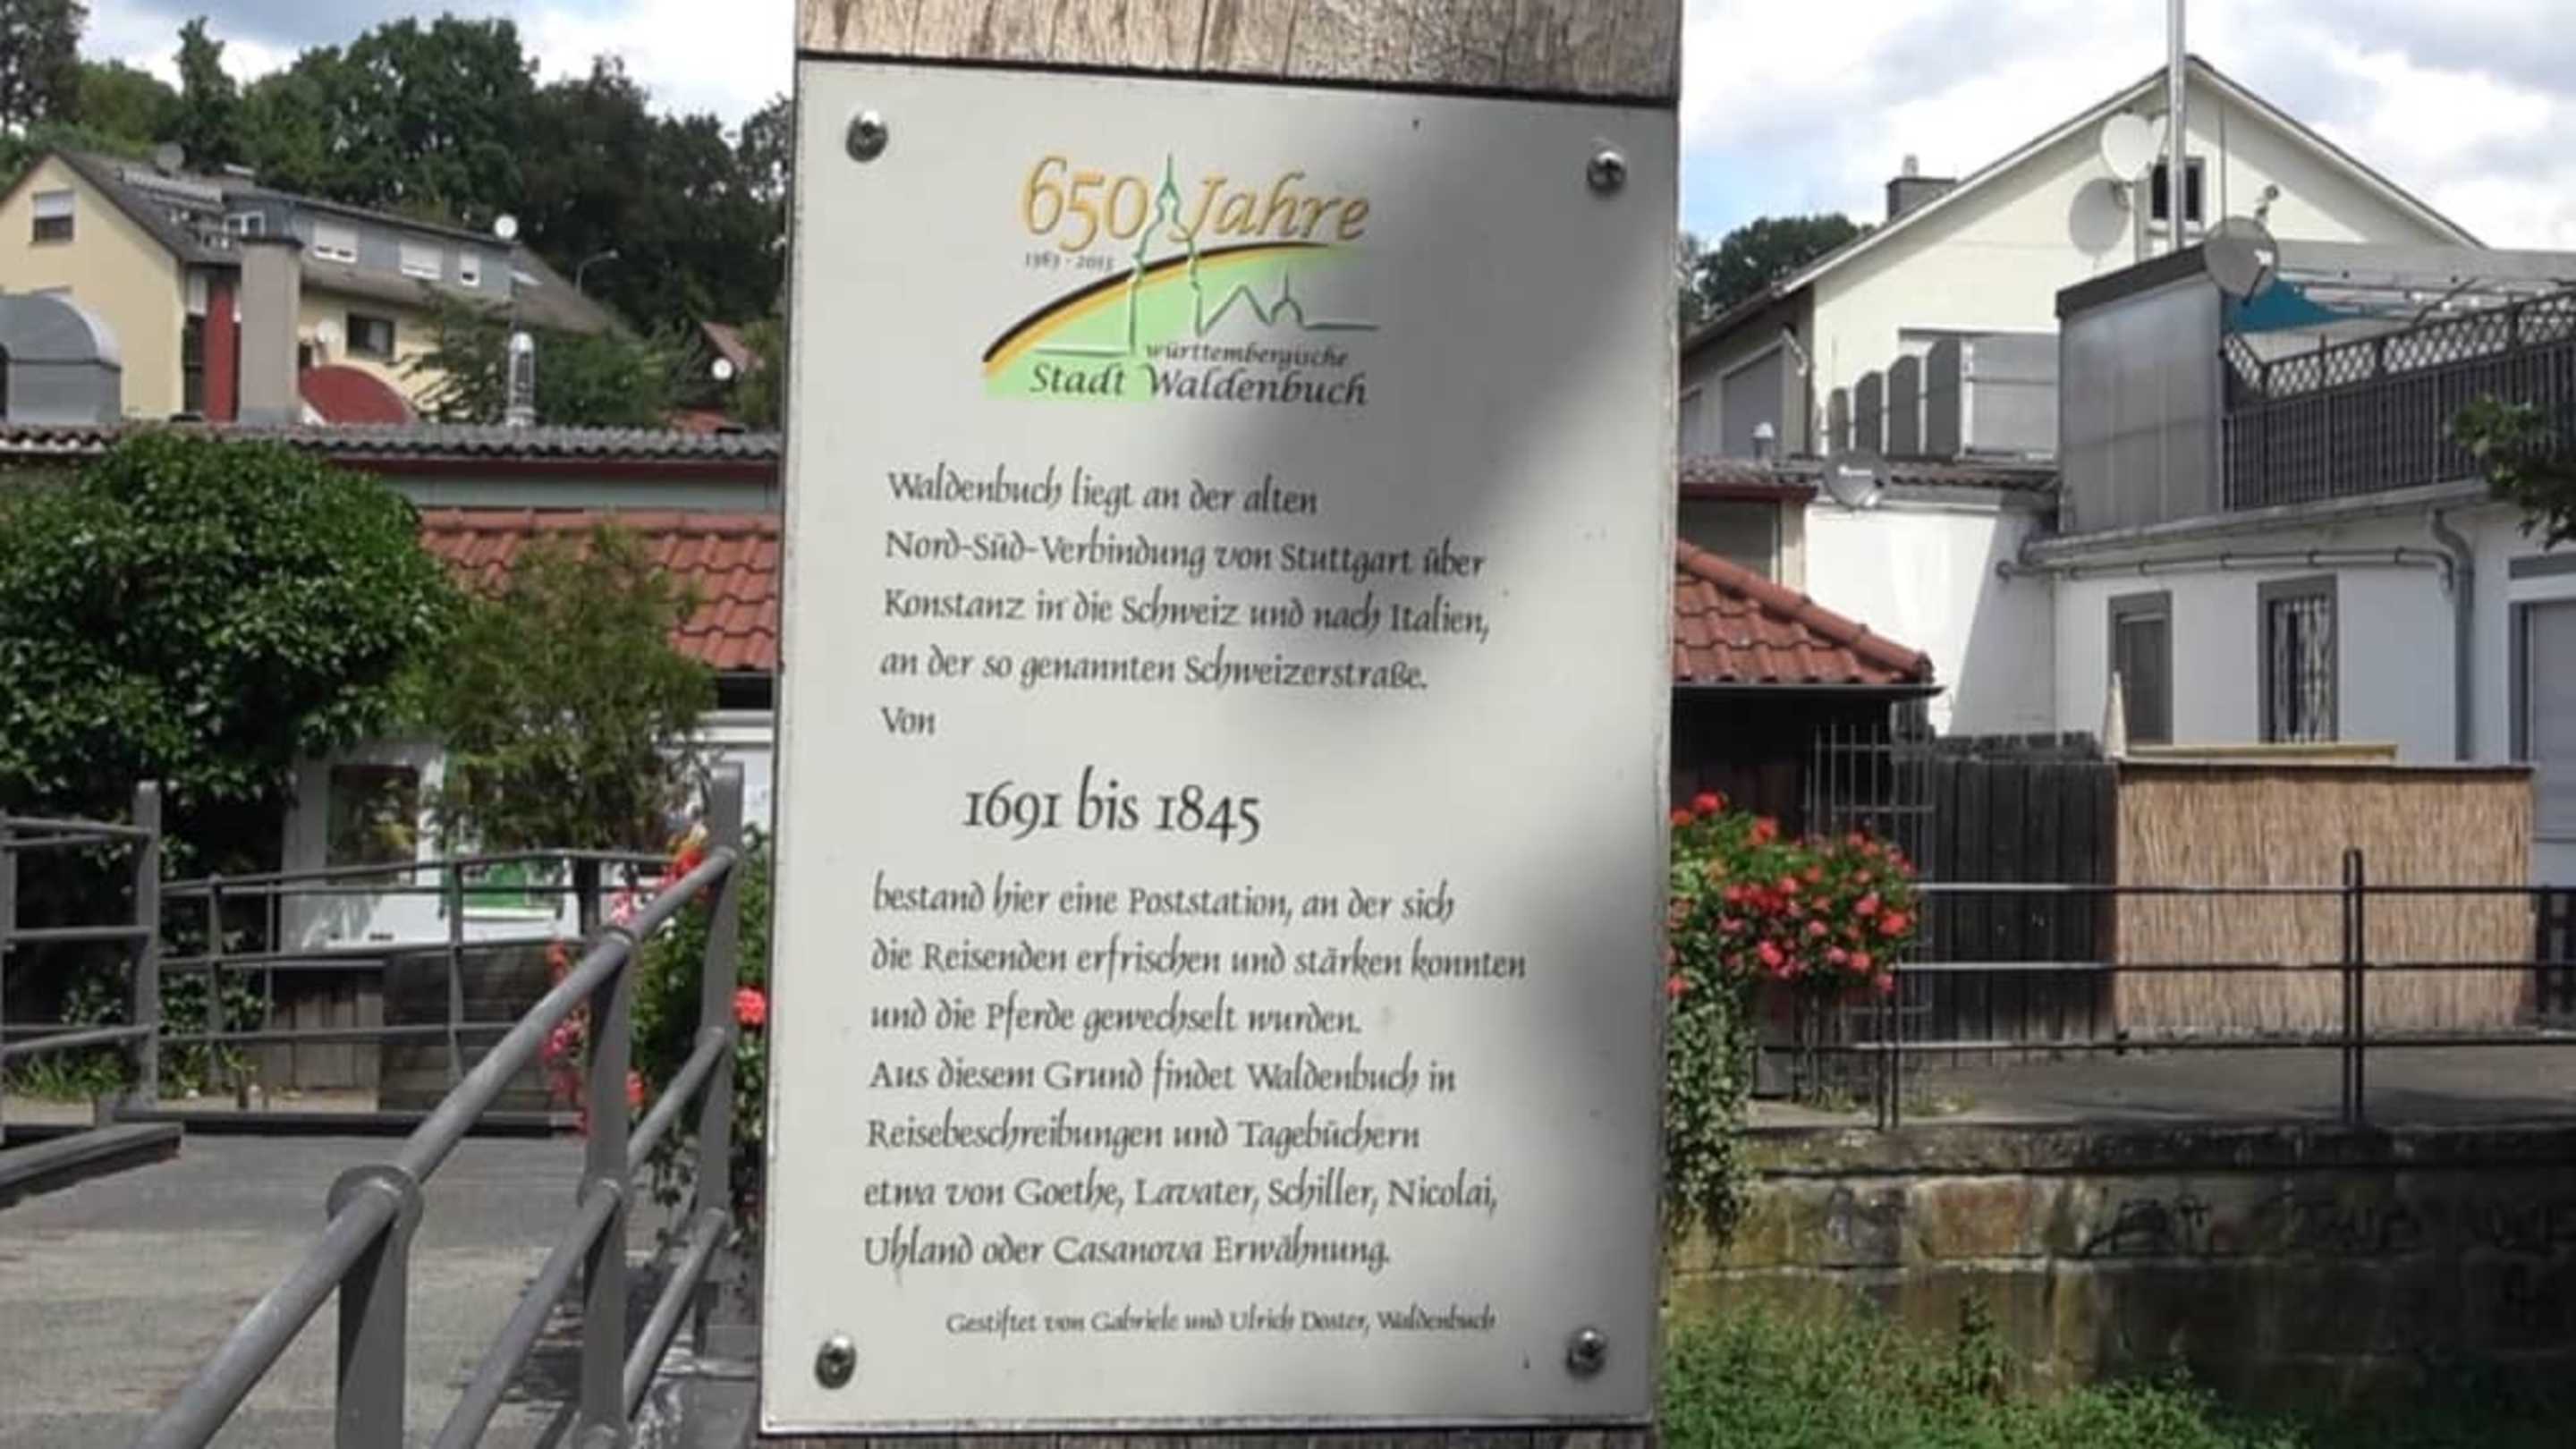 650 Jahre
1363 - 2013
württembergische
Stadt Waldenbuch
Waldenbuch liegt an der alten
Nord-Süd-Verbindung von Stuttgart über
Konstanz in die Schweiz und nach Italien,
an der so genannten Schweizerstraße.
Von
1691 bis 1845
bestand hier eine Poststation, an der sich
die Reisenden erfrischen und stärken konnten
und die Pferde gewechselt wurden.
Aus diesem Grund findet Waldenbuch in
Reisebeschreibungen und Tagebüchern
etwa von Goethe, Lavater, Schiller, Nicolai,
Uhland oder Casanova Erwähnung.
Gestiftet von Gabriele und Ulrich Doster, Waldenbuch